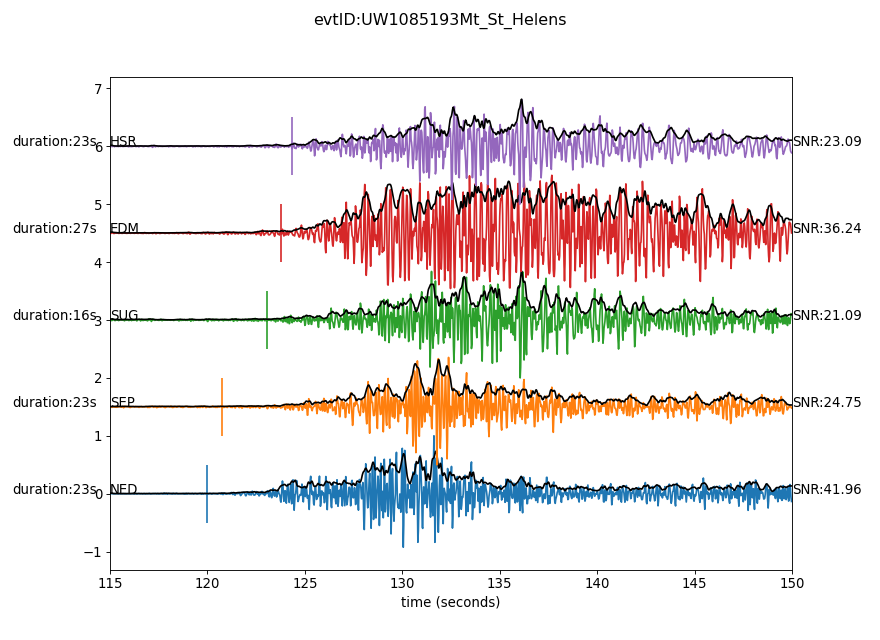 evtID:UW1085193Mt_St_Helens
7
duration:23s 6 HSR SNR:23.09
5
duration:27s EDM SNR:36.24
4
duration:16s 3 SUG SNR:21.09
2
duration:23s SEP SNR:24.75
1
duration:23s 0 NED SNR:41.96
−1
115 120 125 130 135 140 145 150
time (seconds)